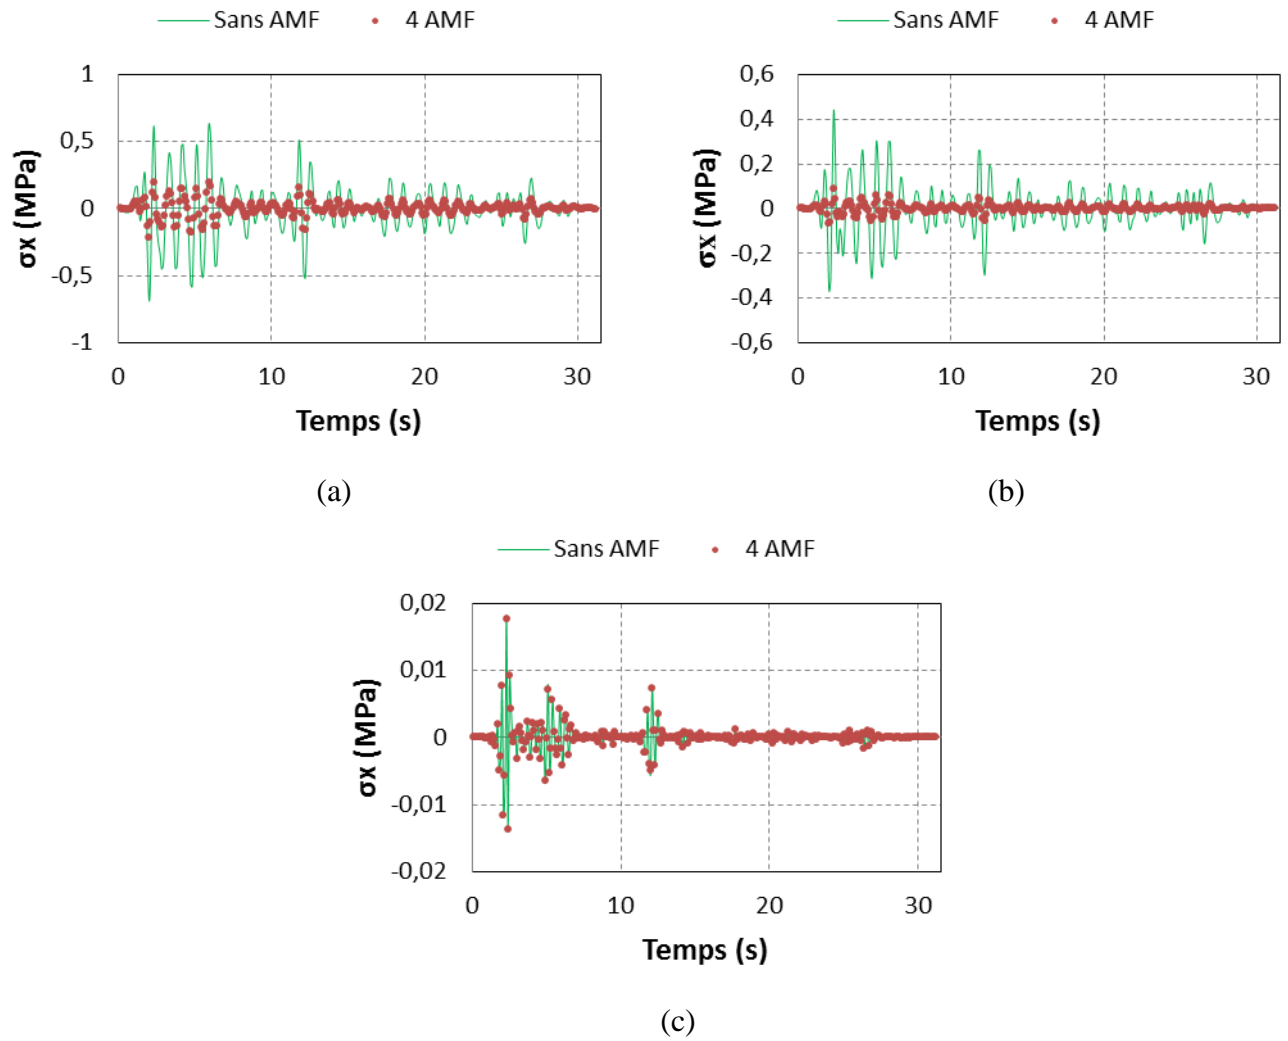 Sans AMF 4 AMF
1
0,5
0
-0,5
-1
σx (MPa)
0 10 20 30
Temps (s)
(a)
Sans AMF 4 AMF
0,6
0,4
0,2
0
-0,2
-0,4
-0,6
σx (MPa)
0 10 20 30
Temps (s)
(b)
Sans AMF 4 AMF
0,02
0,01
0
-0,01
-0,02
σx (MPa)
0 10 20 30
Temps (s)
(c)